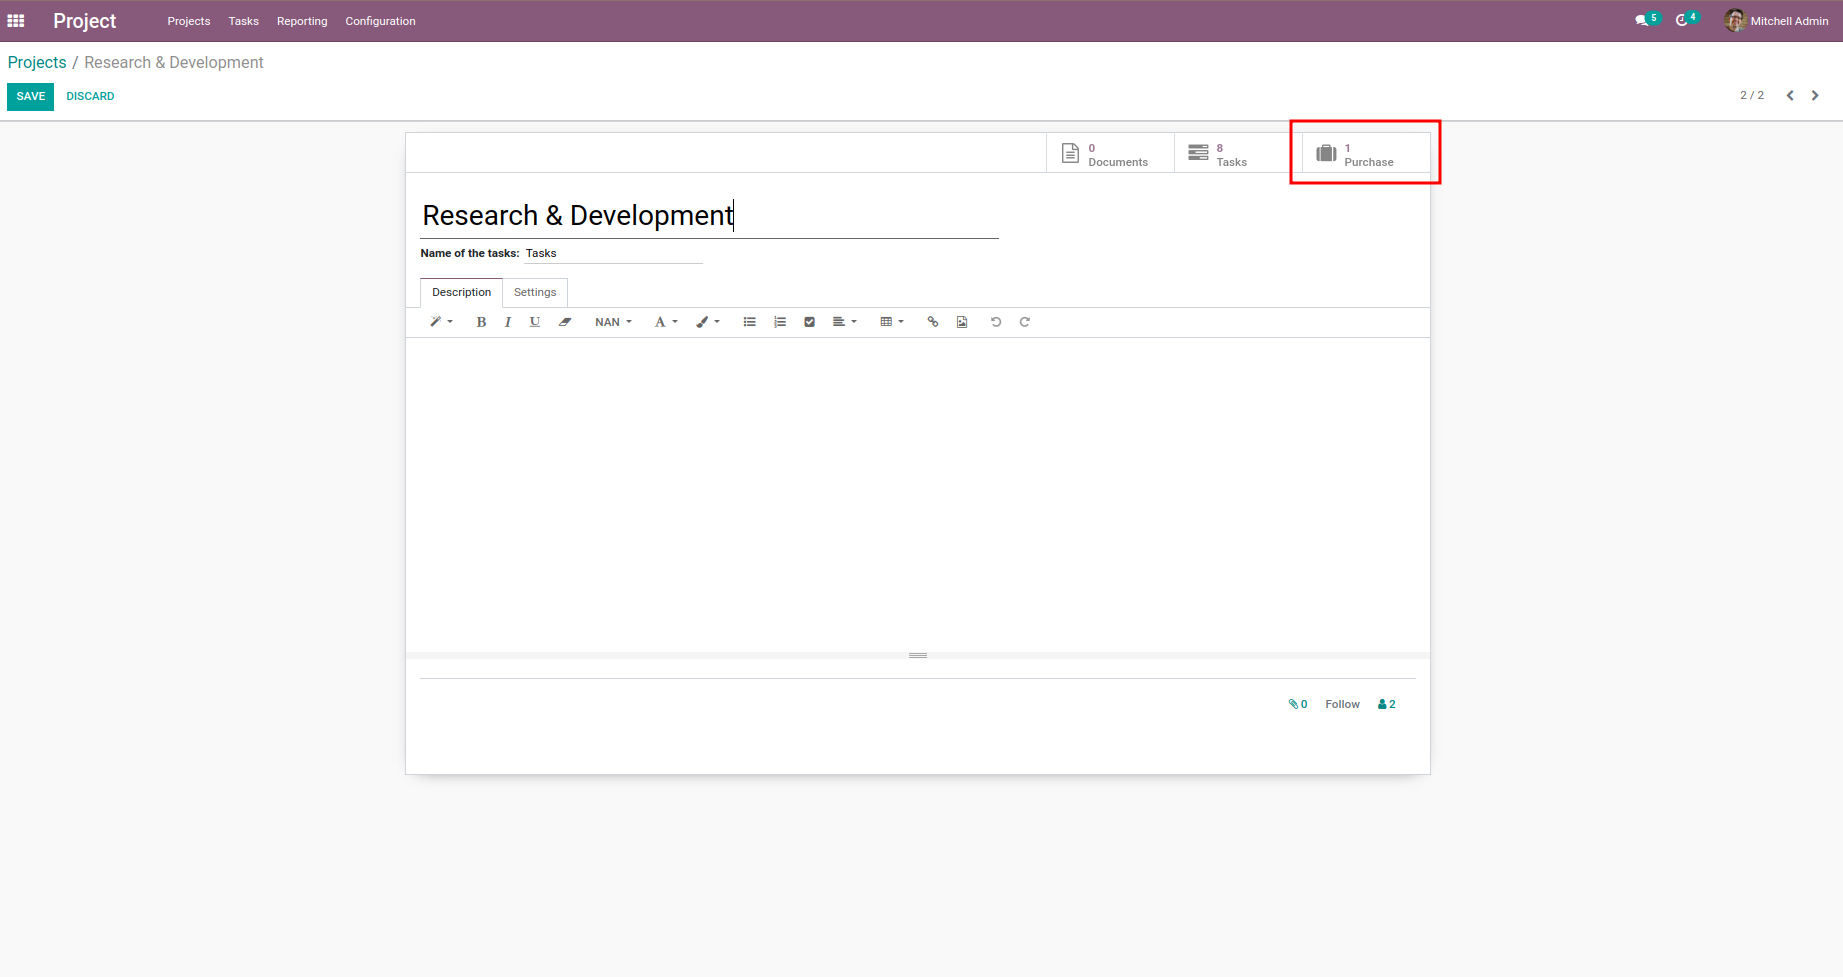 Project Projects Tasks Reporting Configuration 5 4 Mitchell Admin
Projects / Research & Development
SAVE DISCARD 2 / 2
0 8 1
Documents Tasks Purchase
Research & Development
Name of the tasks: Tasks
Description Settings
B I U NAN A
0 Follow 2